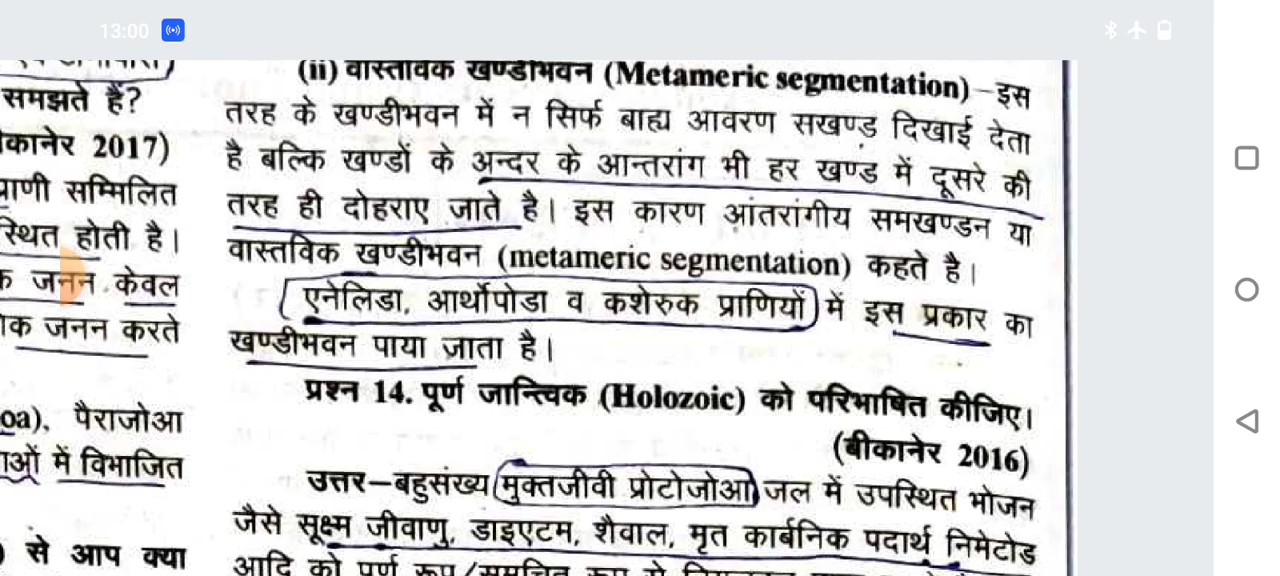 13:00
समझते हैं?
कानेर 2017)
प्राणी सम्मिलित
स्थित होती है।
क जनन केवल
क जनन करते
oa), पैराजोआ
ओं में विभाजित
) से आप क्या
(ii) वास्तविक खण्डीभवन (Metameric segmentation) –इस
तरह के खण्डीभवन में न सिर्फ बाह्य आवरण सखण्ड़ दिखाई देता
है बल्कि खण्डों के अन्दर के आन्तरांग भी हर खण्ड में दूसरे की
तरह ही दोहराए जाते है। इस कारण आंतरांगीय समखण्डन या
वास्तविक खण्डीभवन (metameric segmentation) कहते है।
एनेलिडा, आर्थोपोडा व कशेरुक प्राणियों में इस प्रकार का
खण्डीभवन पाया जाता है।
प्रश्न 14. पूर्ण जान्त्विक (Holozoic) को परिभाषित कीजिए।
(बीकानेर 2016)
उत्तर–बहुसंख्य मुक्तजीवी प्रोटोजोआ जल में उपस्थित भोजन
जैसे सूक्ष्म जीवाणु, डाइएटम, शैवाल, मृत कार्बनिक पदार्थ निमेटोड
आदि को पूर्ण रूप